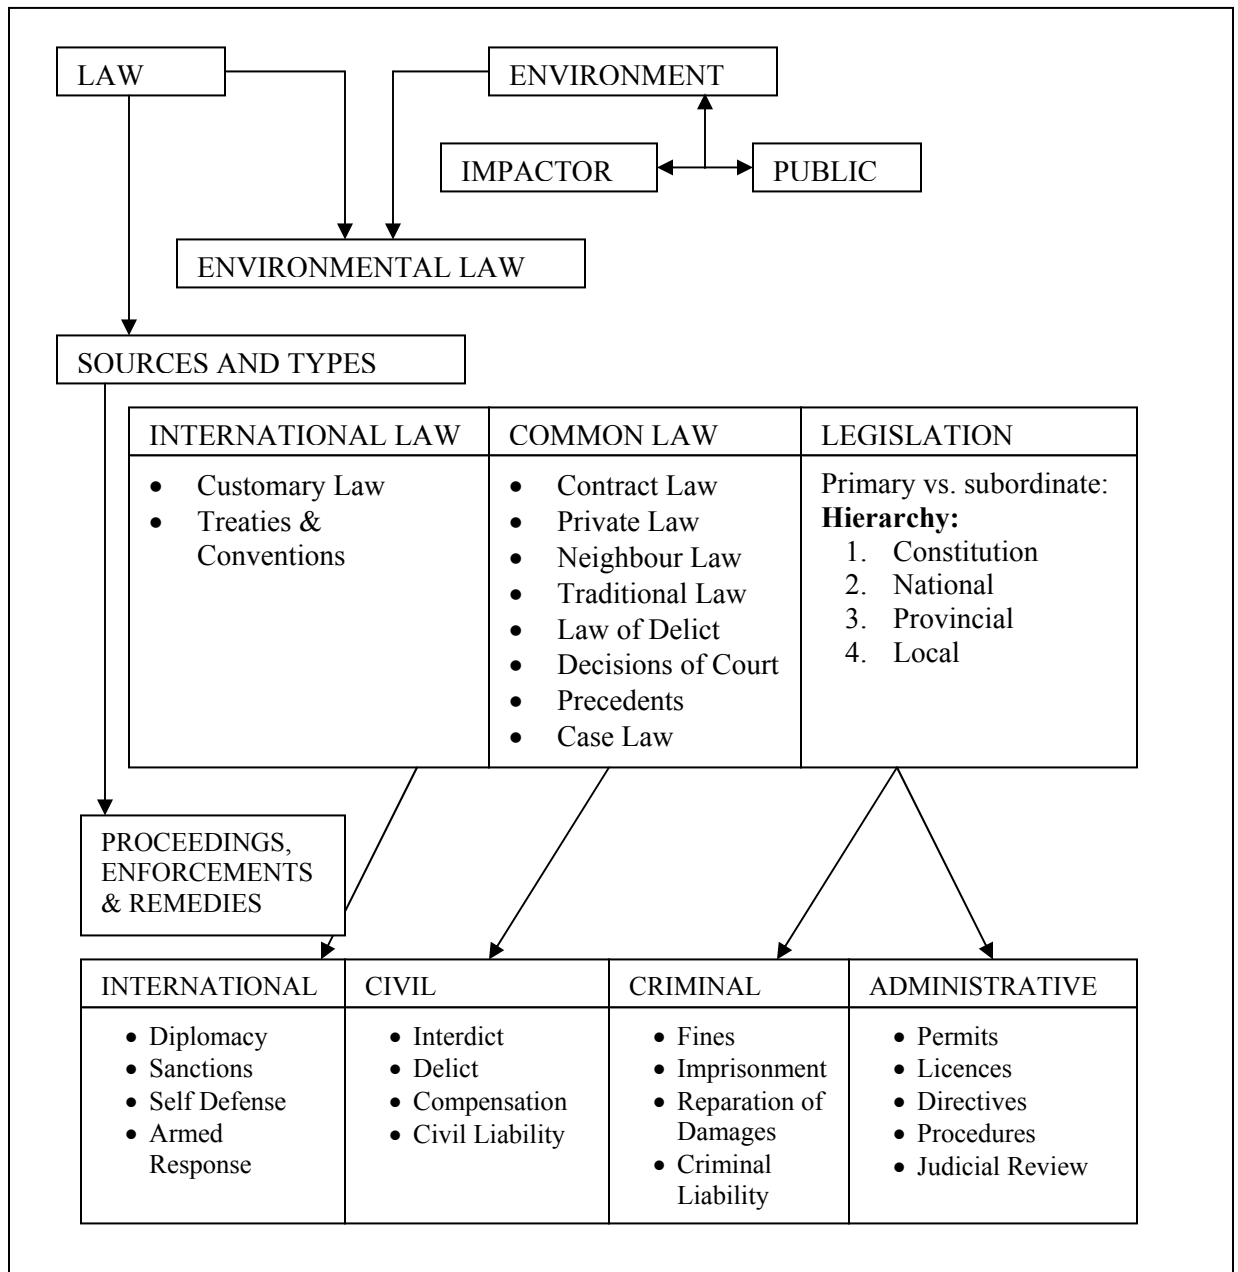 LAW
ENVIRONMENT
IMPACTOR
PUBLIC
ENVIRONMENTAL LAW
SOURCES AND TYPES
INTERNATIONAL LAW
• Customary Law
• Treaties &
Conventions
COMMON LAW
• Contract Law
• Private Law
• Neighbour Law
• Traditional Law
• Law of Delict
• Decisions of Court
• Precedents
• Case Law
LEGISLATION
Primary vs. subordinate:
Hierarchy:
1. Constitution
2. National
3. Provincial
4. Local
PROCEEDINGS,
ENFORCEMENTS
& REMEDIES
INTERNATIONAL
• Diplomacy
• Sanctions
• Self Defense
• Armed
Response
CIVIL
• Interdict
• Delict
• Compensation
• Civil Liability
CRIMINAL
• Fines
• Imprisonment
• Reparation of
Damages
• Criminal
Liability
ADMINISTRATIVE
• Permits
• Licences
• Directives
• Procedures
• Judicial Review